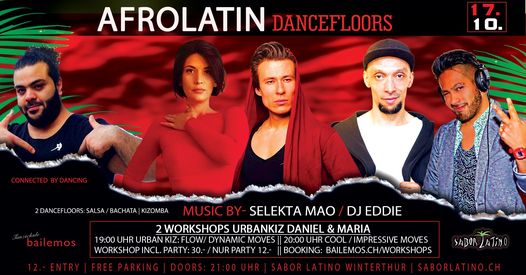 AFROLATIN DANCEFLOORS
17.
10.
CONNECTED BY DANCING
2 DANCEFLOORS: SALSA / BACHATA | KIZOMBA
MUSIC BY- SELEKTA MAO / DJ EDDIE
Tanzschule
bailemos
2 WORKSHOPS URBANKIZ DANIEL & MARIA
19:00 UHR URBAN KIZ: FLOW/ DYNAMIC MOVES || 20:00 UHR COOL / IMPRESSIVE MOVES
WORKSHOP INCL. PARTY: 30.- / NUR PARTY 12.- || BOOKING: BAILEMOS.CH/WORKSHOPS
SABOR LATINO
12.- ENTRY | FREE PARKING | DOORS: 21:00 UHR | SABOR LATINO WINTERTHUR | SABORLATINO.CH